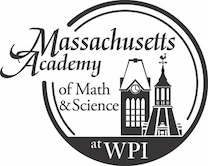 Massachusetts
Academy
of Math
& Science
at WPI